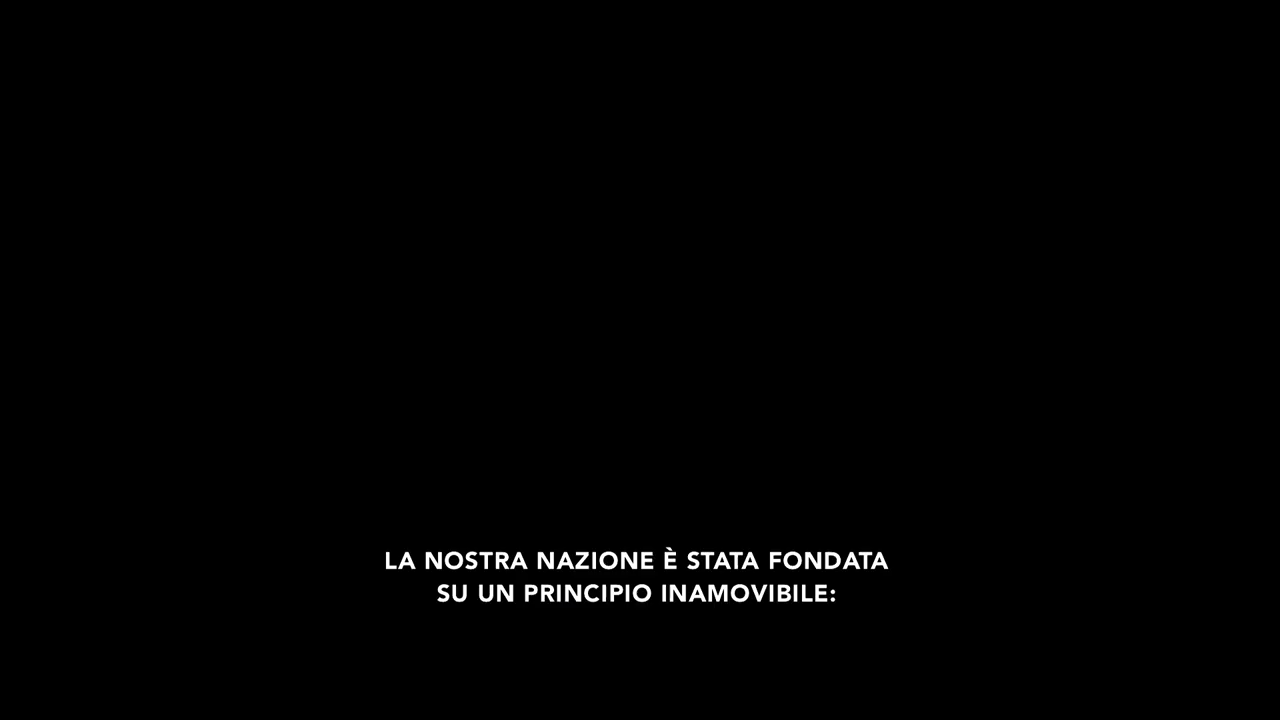 LA NOSTRA NAZIONE È STATA FONDATA
SU UN PRINCIPIO INAMOVIBILE: